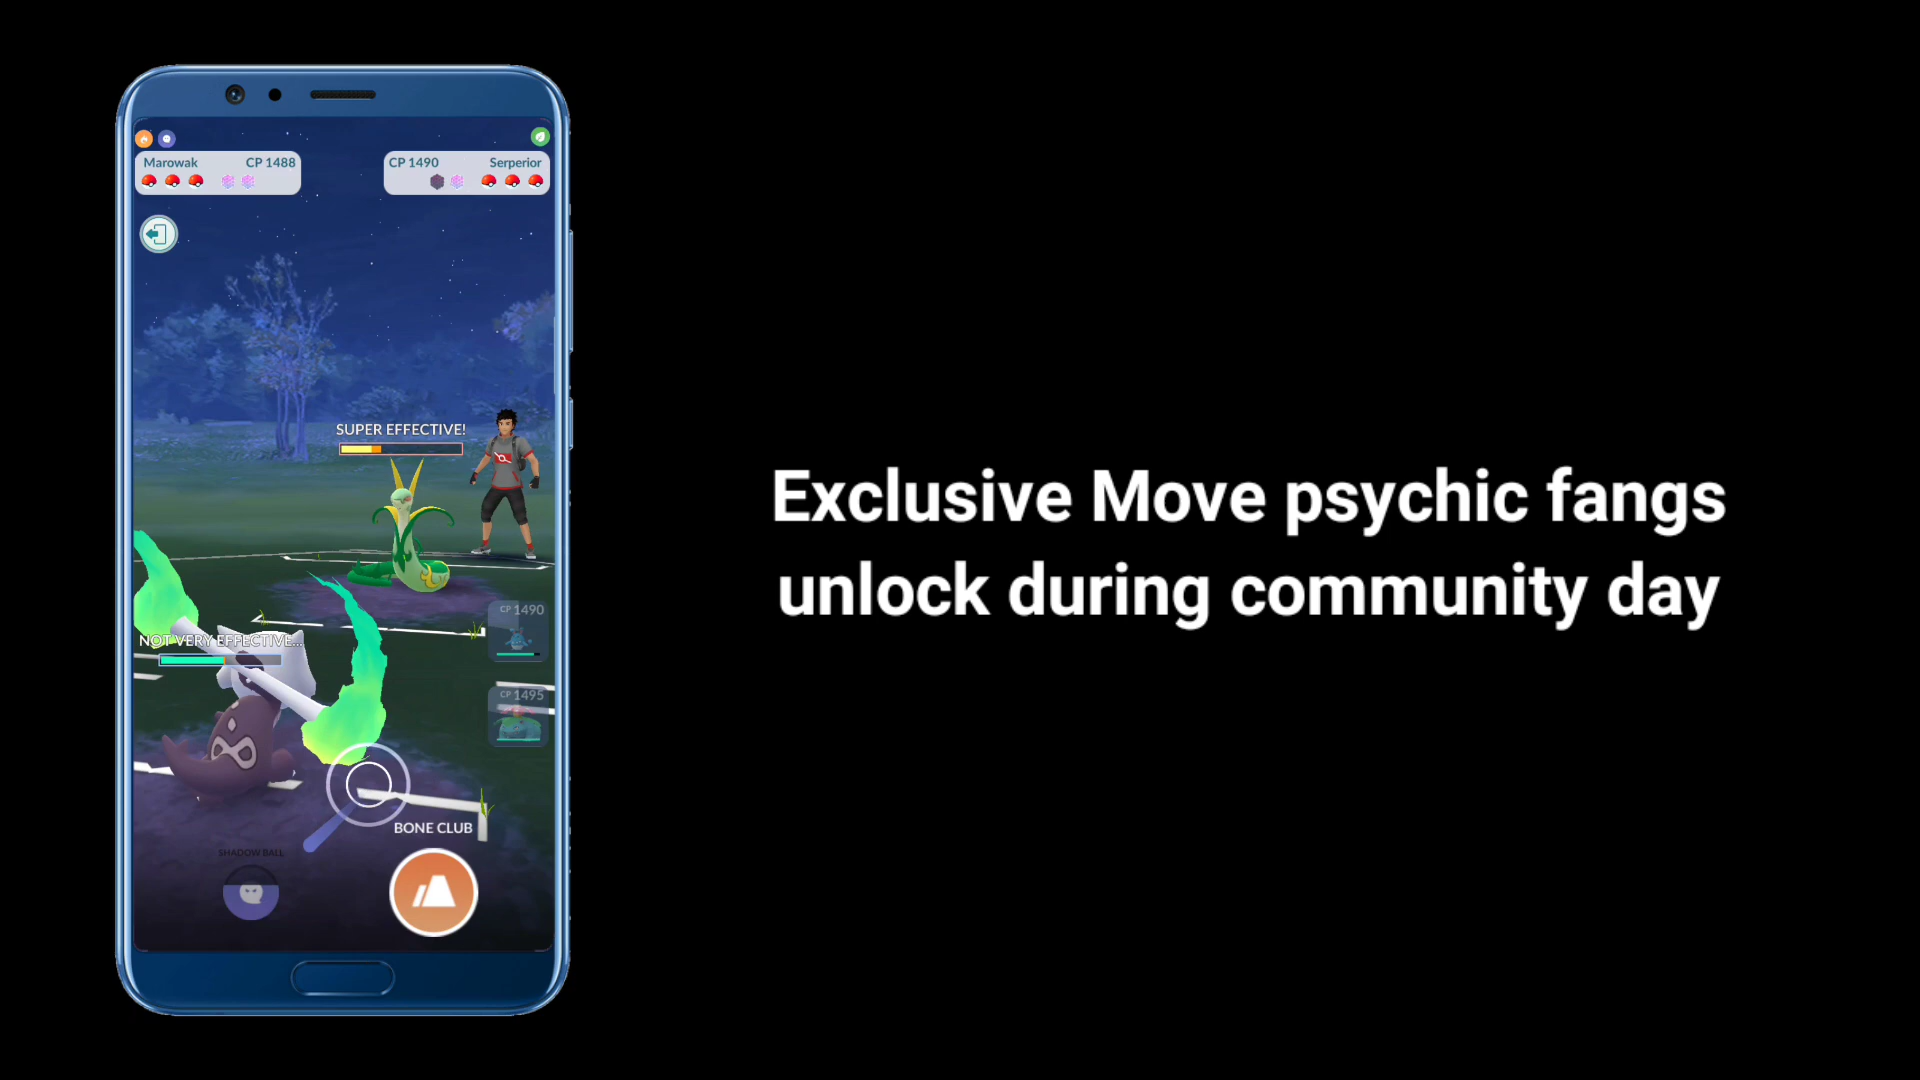 Marowak CP 1488
CP 1490 Serperior
SUPER EFFECTIVE!
CP 1490
NOT VERY EFFECTIVE...
CP 1495
BONE CLUB
SHADOW BALL
Exclusive Move psychic fangs
unlock during community day